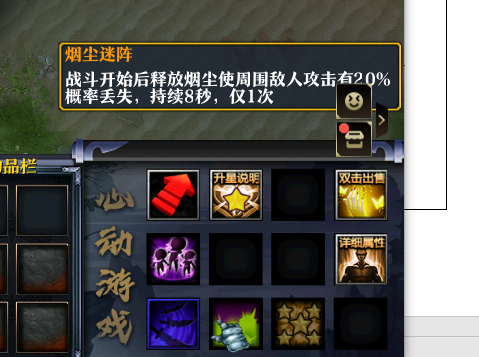 烟尘迷阵
战斗开始后释放烟尘使周围敌人攻击有20%
概率丢失，持续8秒，仅1次
品栏
升星说明
双击出售
心动游戏
详细属性